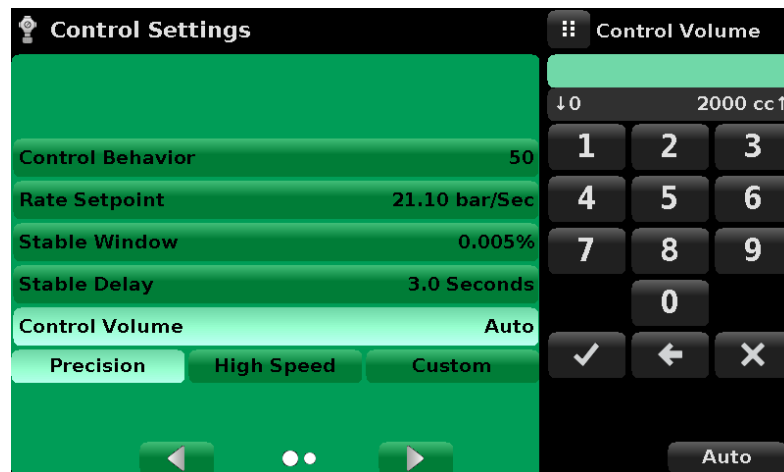 Control Settings
Control Behavior 50
Rate Setpoint 21.10 bar/Sec
Stable Window 0.005%
Stable Delay 3.0 Seconds
Control Volume Auto
Precision High Speed Custom
Control Volume
↓0 2000 cc↑
1 2 3
4 5 6
7 8 9
0
Auto